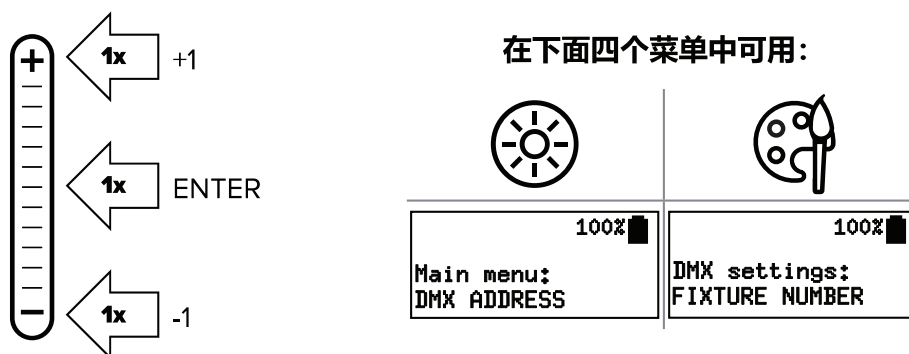 +
1x
+1
1x
ENTER
−
1x
-1
在下面四个菜单中可用：
100%
Main menu:
DMX ADDRESS
100%
DMX settings:
FIXTURE NUMBER